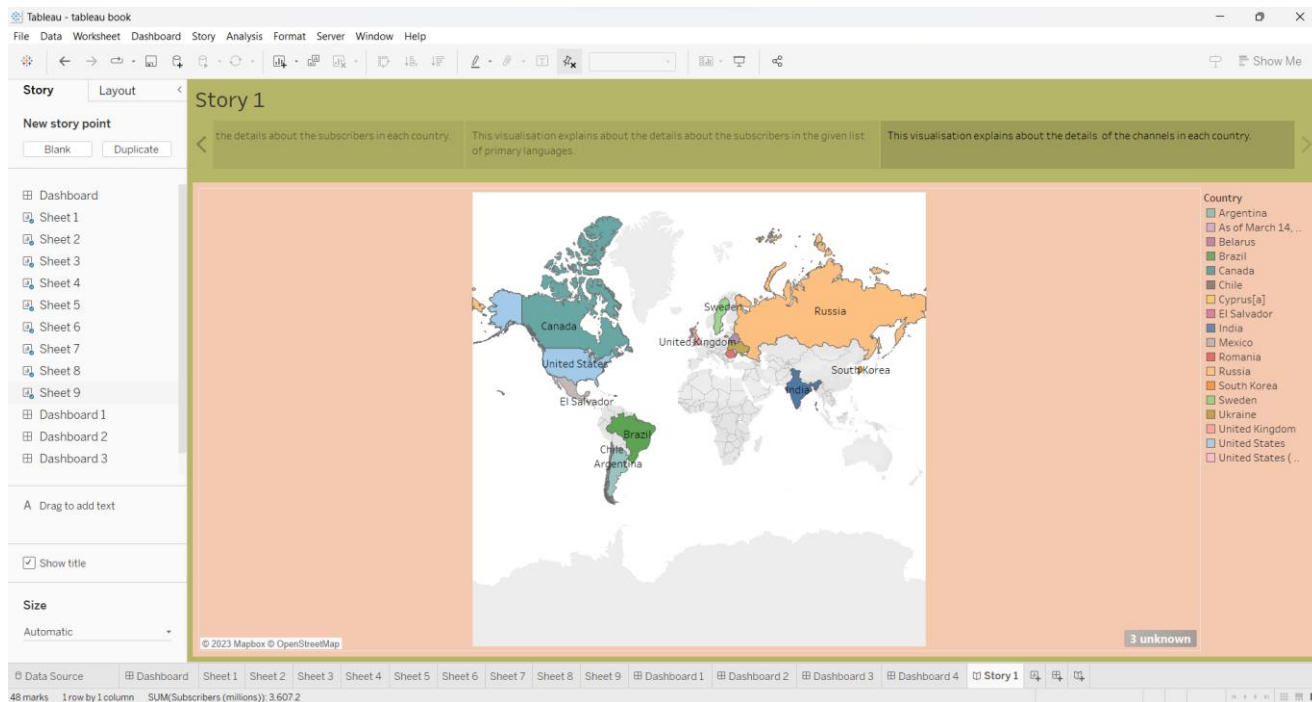 Tableau - tableau book
File Data Worksheet Dashboard Story Analysis Format Server Window Help
Show Me
Story Layout
New story point
Blank Duplicate
Dashboard
Sheet 1
Sheet 2
Sheet 3
Sheet 4
Sheet 5
Sheet 6
Sheet 7
Sheet 8
Sheet 9
Dashboard 1
Dashboard 2
Dashboard 3
A Drag to add text
Show title
Size
Automatic
Story 1
the details about the subscribers in each country.
This visualisation explains about the details about the subscribers in the given list
of primary languages.
This visualisation explains about the details of the channels in each country.
Canada
United States
El Salvador
Brazil
Chile
Argentina
Sweden
United Kingdom
Russia
South Korea
India
© 2023 Mapbox © OpenStreetMap
3 unknown
Country
Argentina
As of March 14, ..
Belarus
Brazil
Canada
Chile
Cyprus[a]
El Salvador
India
Mexico
Romania
Russia
South Korea
Sweden
Ukraine
United Kingdom
United States
United States (..
Data Source Dashboard Sheet 1 Sheet 2 Sheet 3 Sheet 4 Sheet 5 Sheet 6 Sheet 7 Sheet 8 Sheet 9 Dashboard 1 Dashboard 2 Dashboard 3 Dashboard 4 Story 1
48 marks 1 row by 1 column SUM(Subscribers (millions)): 3,607.2